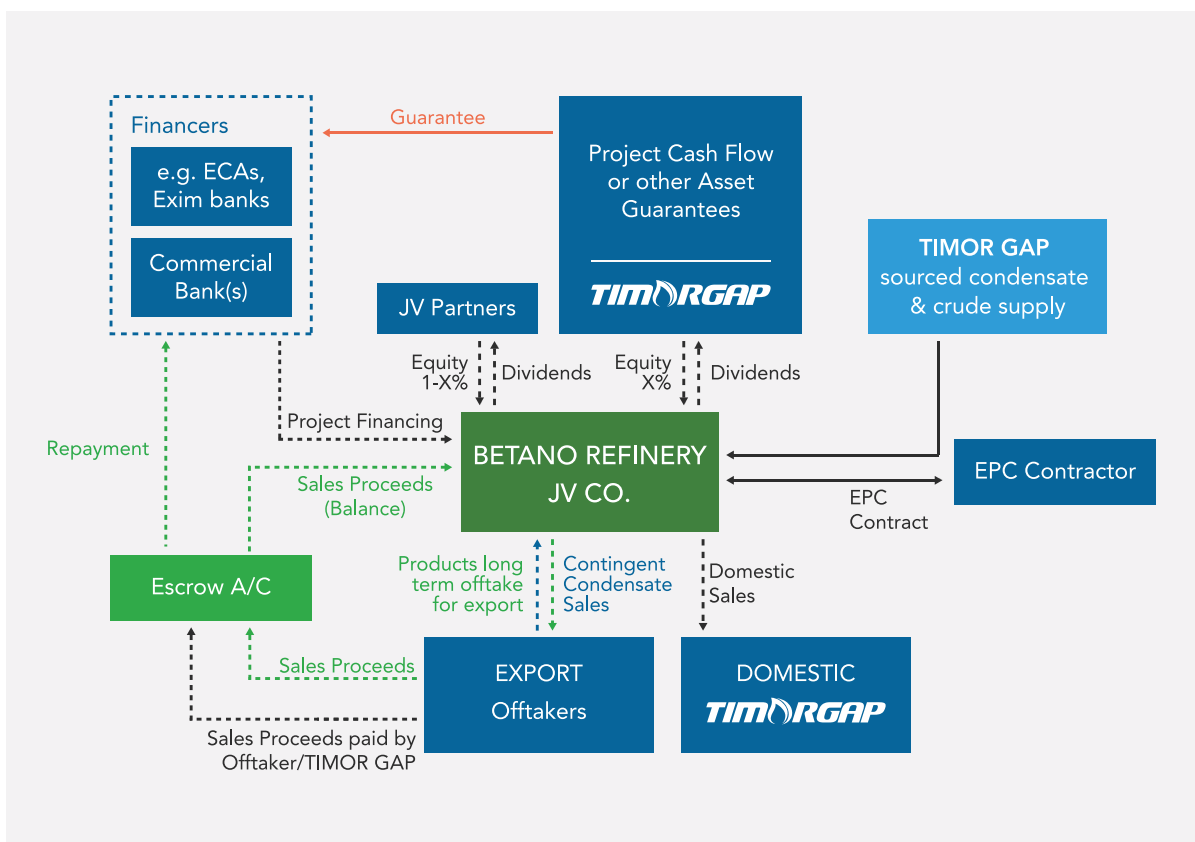 Financers
e.g. ECAs,
Exim banks
Commercial
Bank(s)
Guarantee
Project Cash Flow
or other Asset
Guarantees
TIMORGAP
TIMOR GAP
sourced condensate
& crude supply
JV Partners
Equity
1-X%
Dividends
Equity
X%
Dividends
Project Financing
Repayment
Sales Proceeds
(Balance)
BETANO REFINERY
JV CO.
EPC Contractor
EPC
Contract
Escrow A/C
Products long
term offtake
for export
Contingent
Condensate
Sales
Domestic
Sales
Sales Proceeds
Sales Proceeds paid by
Offtaker/TIMOR GAP
EXPORT
Offtakers
DOMESTIC
TIMORGAP